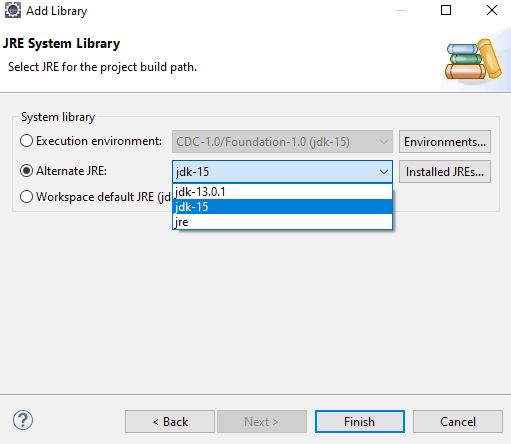 Add Library
JRE System Library
Select JRE for the project build path.
System library
Execution environment: CDC-1.0/Foundation-1.0 (jdk-15) Environments...
Alternate JRE: jdk-15 Installed JREs...
jdk-13.0.1
Workspace default JRE (jd jdk-15
jre
? < Back Next > Finish Cancel